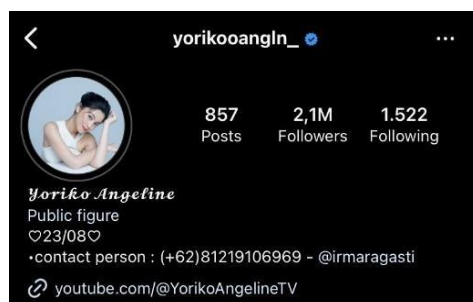 yorikooangln_
857 2,1M 1.522
Posts Followers Following
Yoriko Angeline
Public figure
♡23/08♡
•contact person : (+62)81219106969 - @irmaragasti
youtube.com/@YorikoAngelineTV